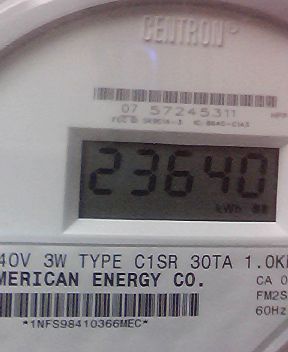 CENTRON
07 57245311
23640
kWh
40V 3W TYPE C1SR 30TA 1.0K
MERICAN ENERGY CO.
CA 0
FM2S
60Hz
*1NFS98410366MEC*